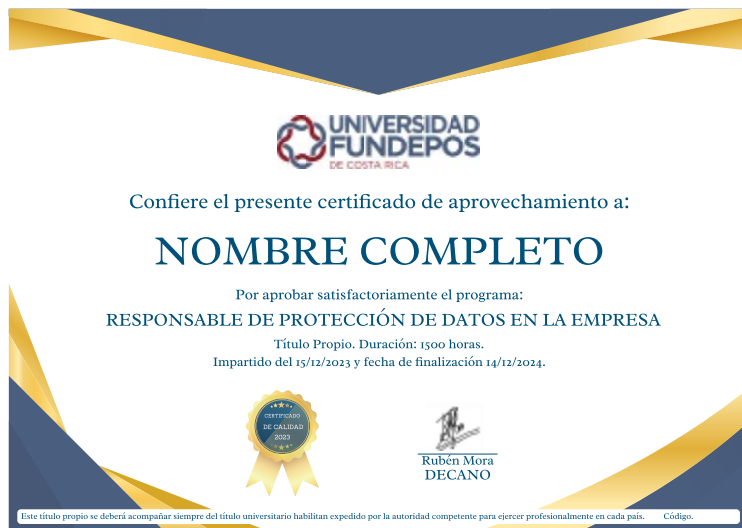 UNIVERSIDAD
FUNDEPOS
DE COSTA RICA
Confiere el presente certificado de aprovechamiento a:
NOMBRE COMPLETO
Por aprobar satisfactoriamente el programa:
RESPONSABLE DE PROTECCIÓN DE DATOS EN LA EMPRESA
Título Propio. Duración: 1500 horas.
Impartido del 15/12/2023 y fecha de finalización 14/12/2024.
CERTIFICADO
DE CALIDAD
2023
Rubén Mora
DECANO
Este título propio se deberá acompañar siempre del título universitario habilitan expedido por la autoridad competente para ejercer profesionalmente en cada país. Código.